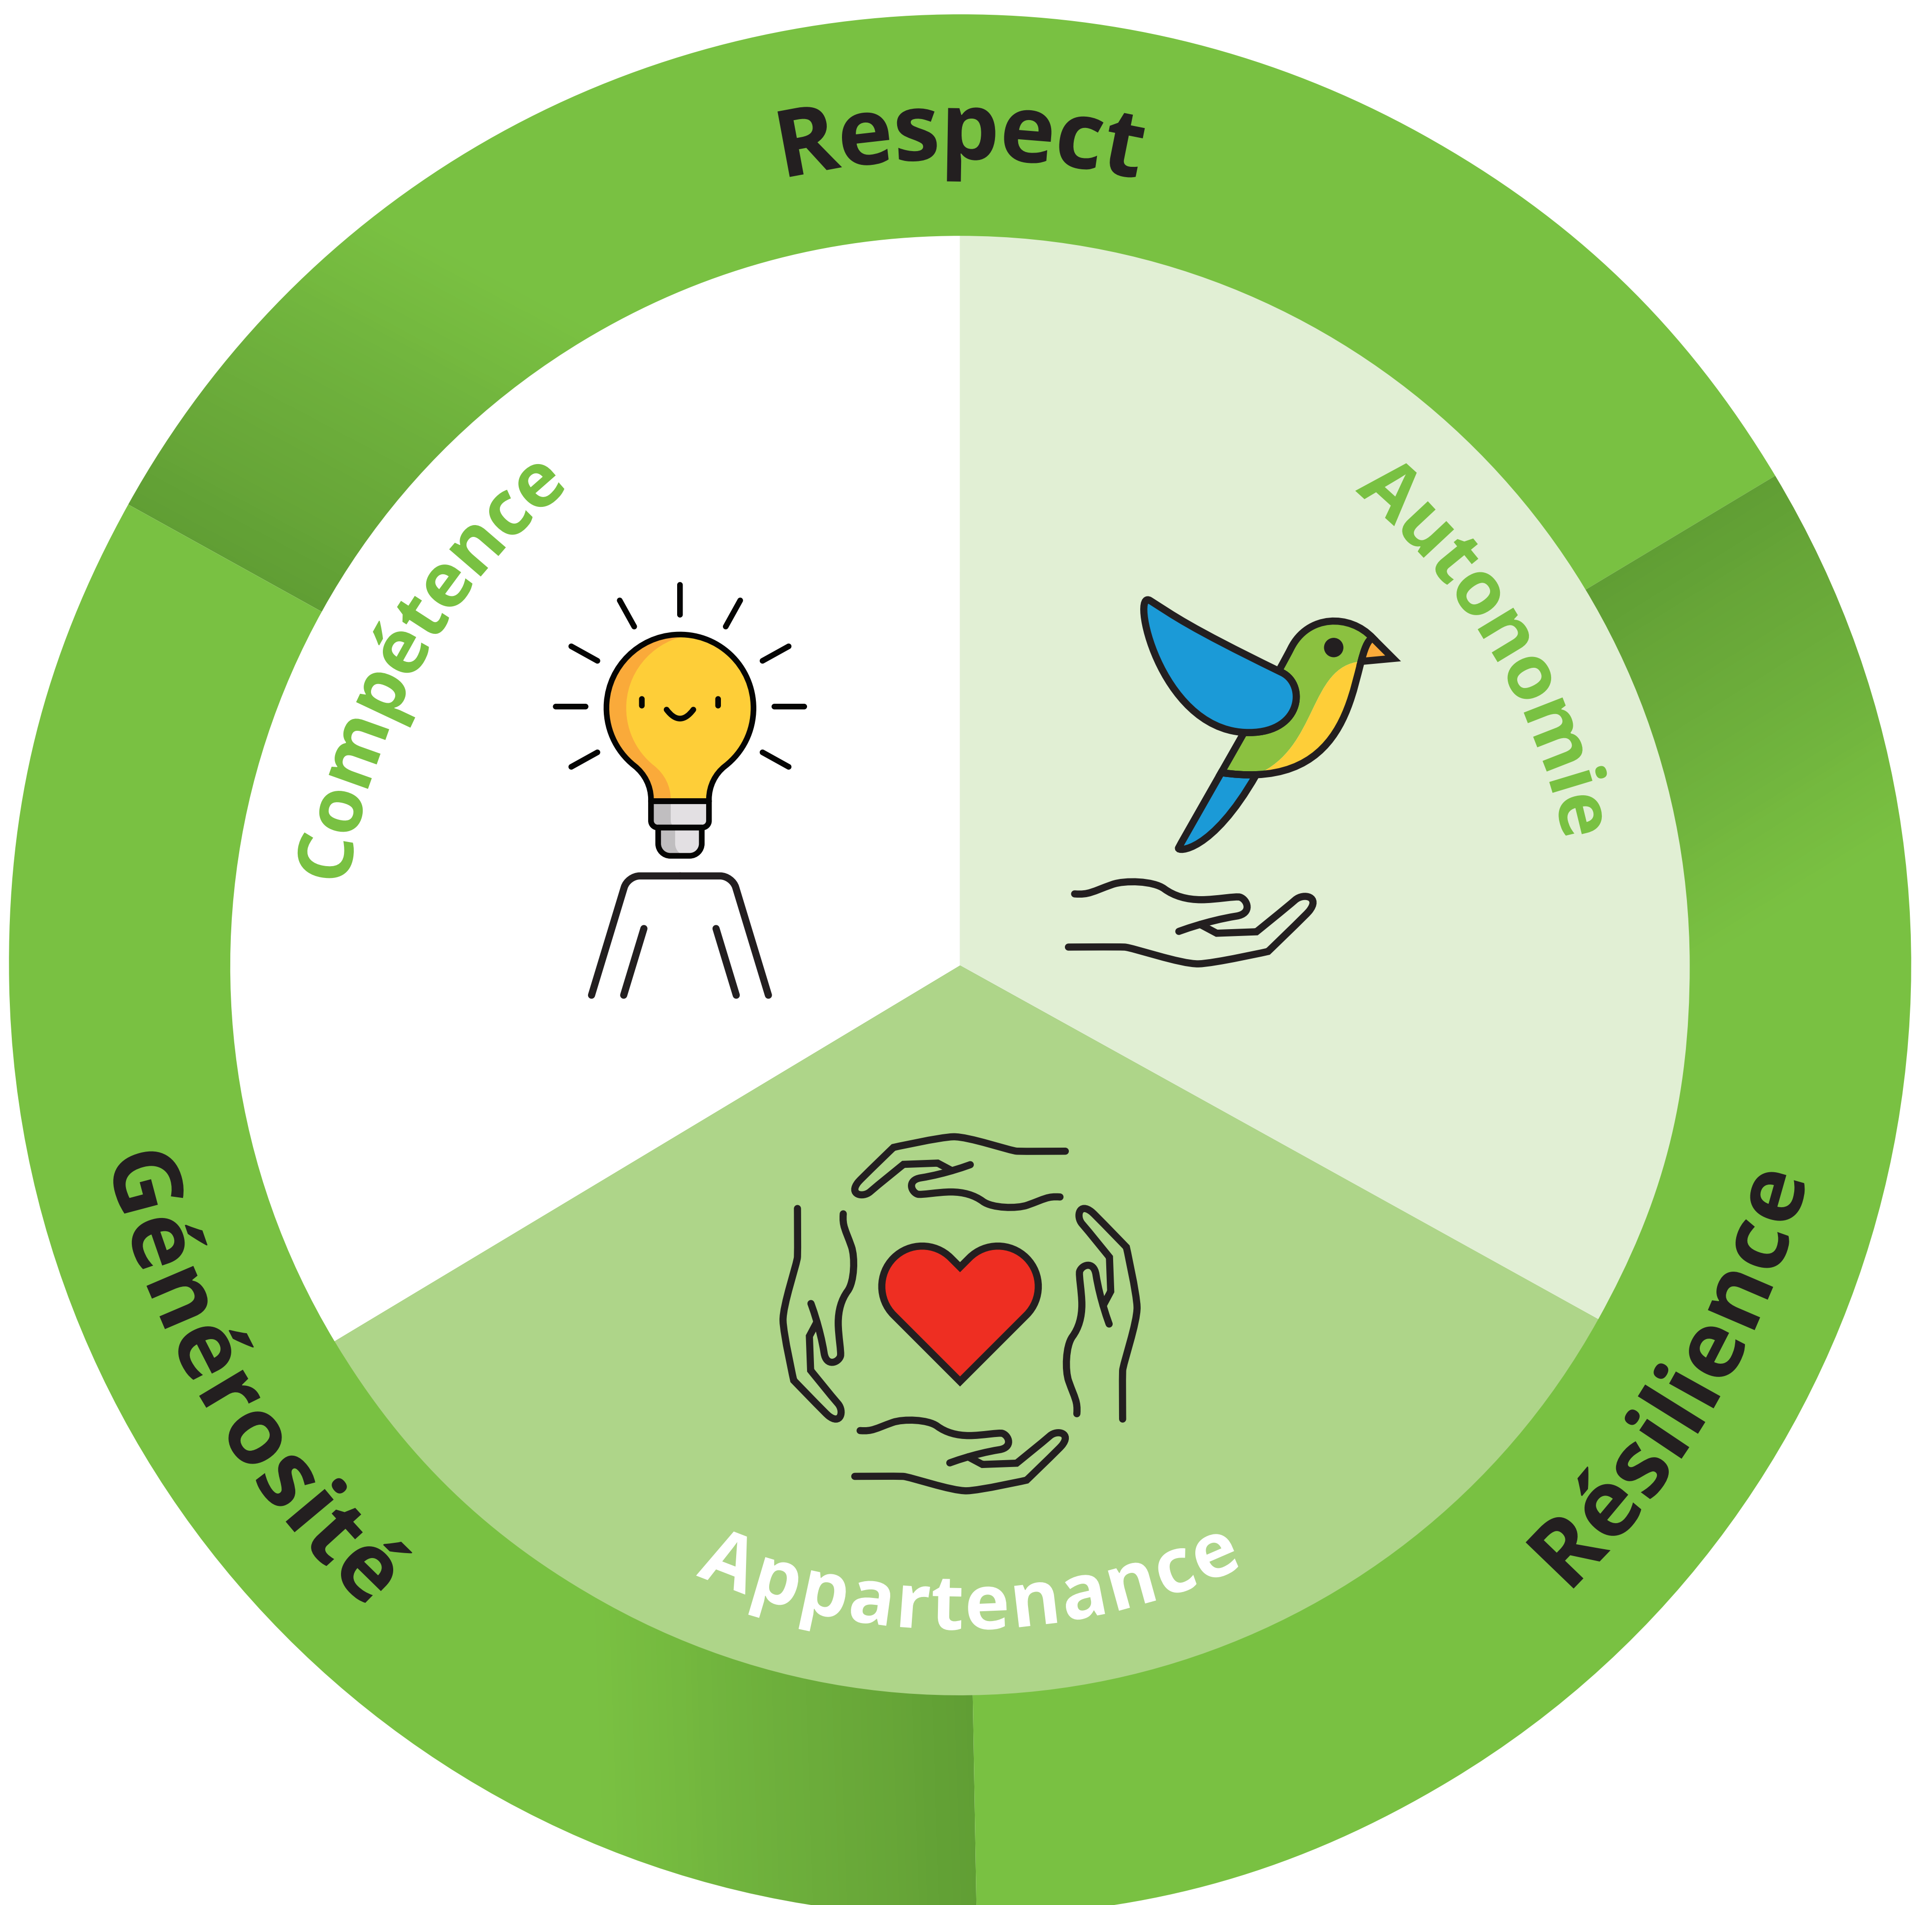 Respect
Compétence
Autonomie
Générosité
Résilience
Appartenance